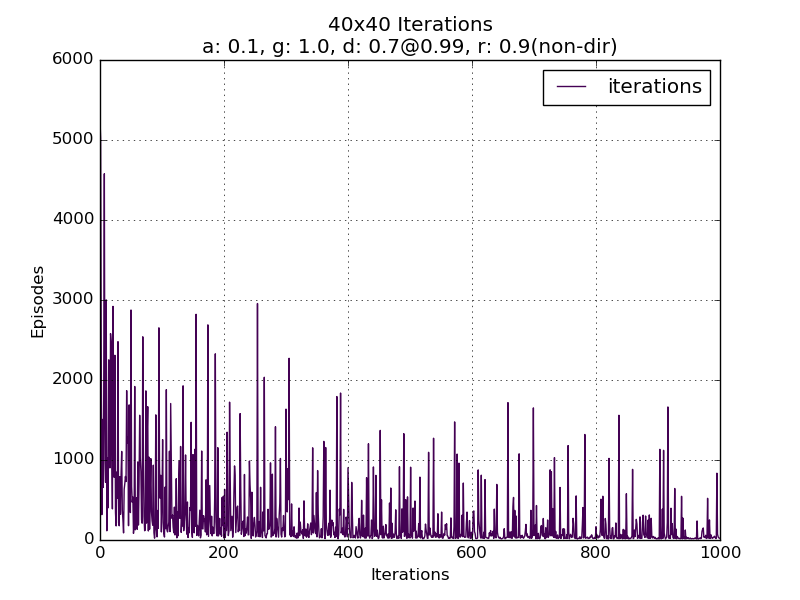 40x40 Iterations
a: 0.1, g: 1.0, d: 0.7@0.99, r: 0.9(non-dir)
iterations
6000
5000
4000
3000
2000
1000
0
Episodes
0 200 400 600 800 1000
Iterations